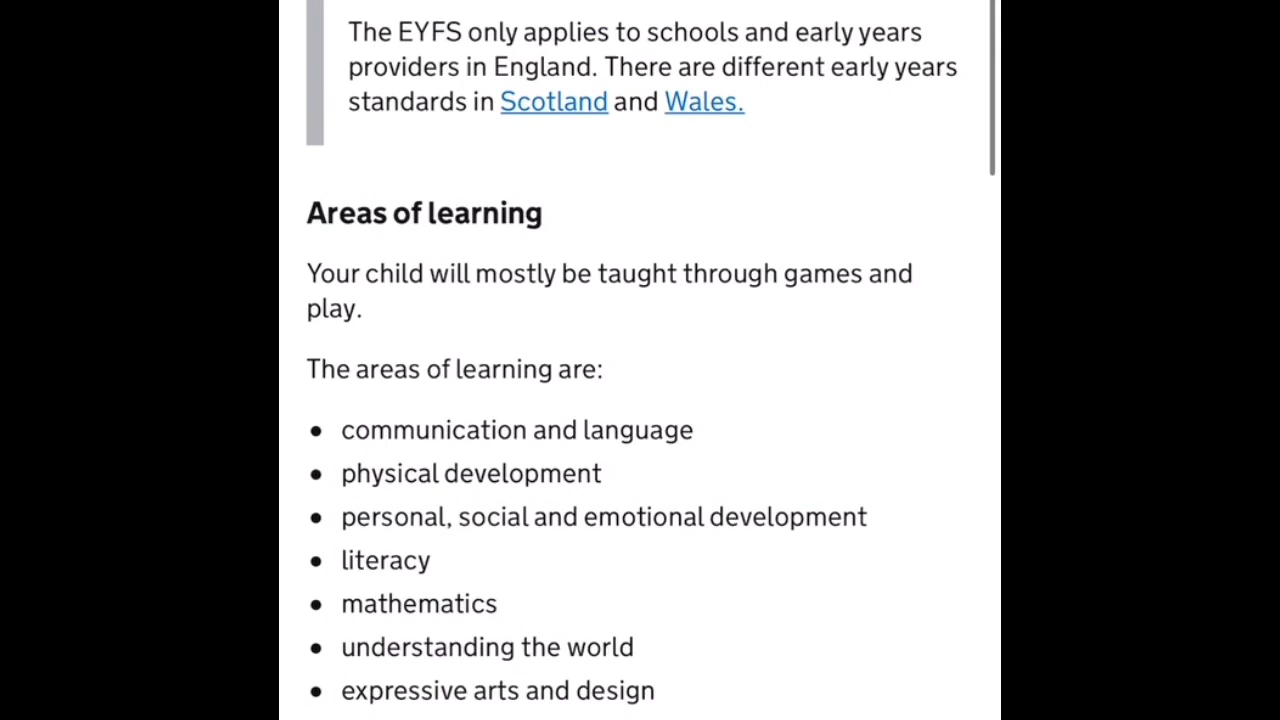 The EYFS only applies to schools and early years
providers in England. There are different early years
standards in Scotland and Wales.
Areas of learning
Your child will mostly be taught through games and
play.
The areas of learning are:
• communication and language
• physical development
• personal, social and emotional development
• literacy
• mathematics
• understanding the world
• expressive arts and design